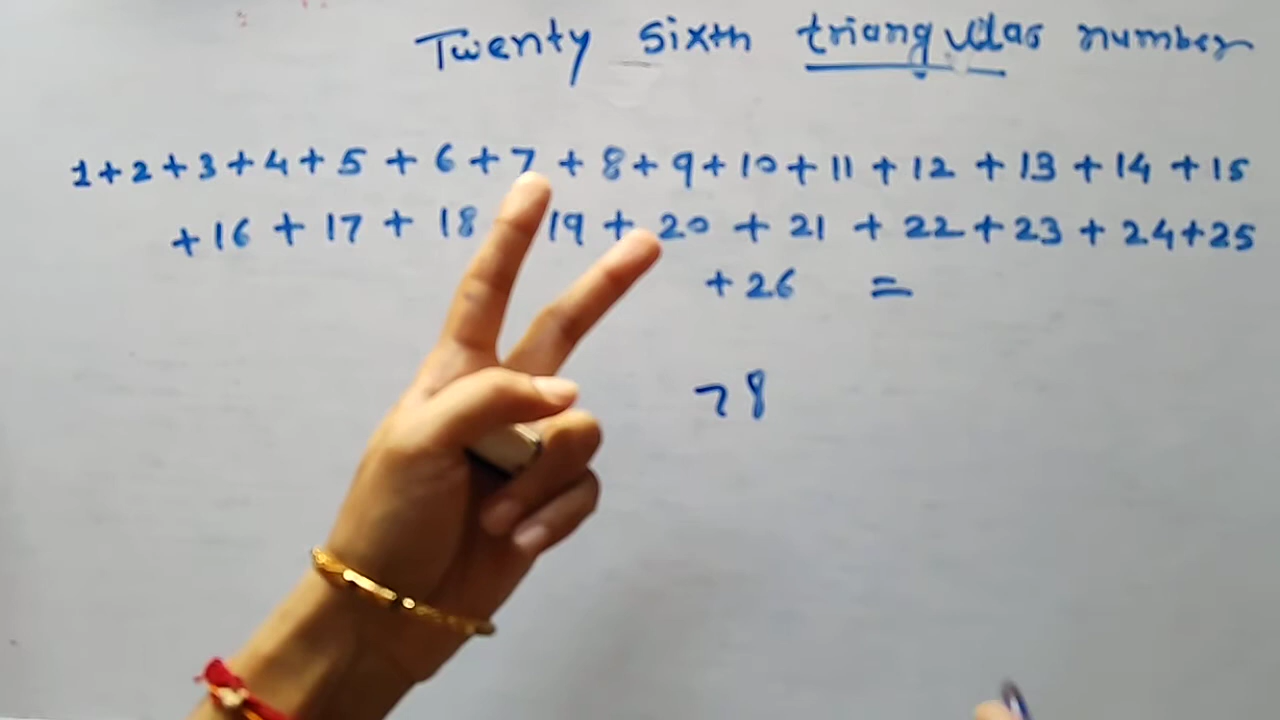 Twenty sixth triangular number
1+2+3+4+5+6+7+8+9+10+11+12+13+14+15
+16+17+18 19+20+21+22+23+24+25
+26 =
78